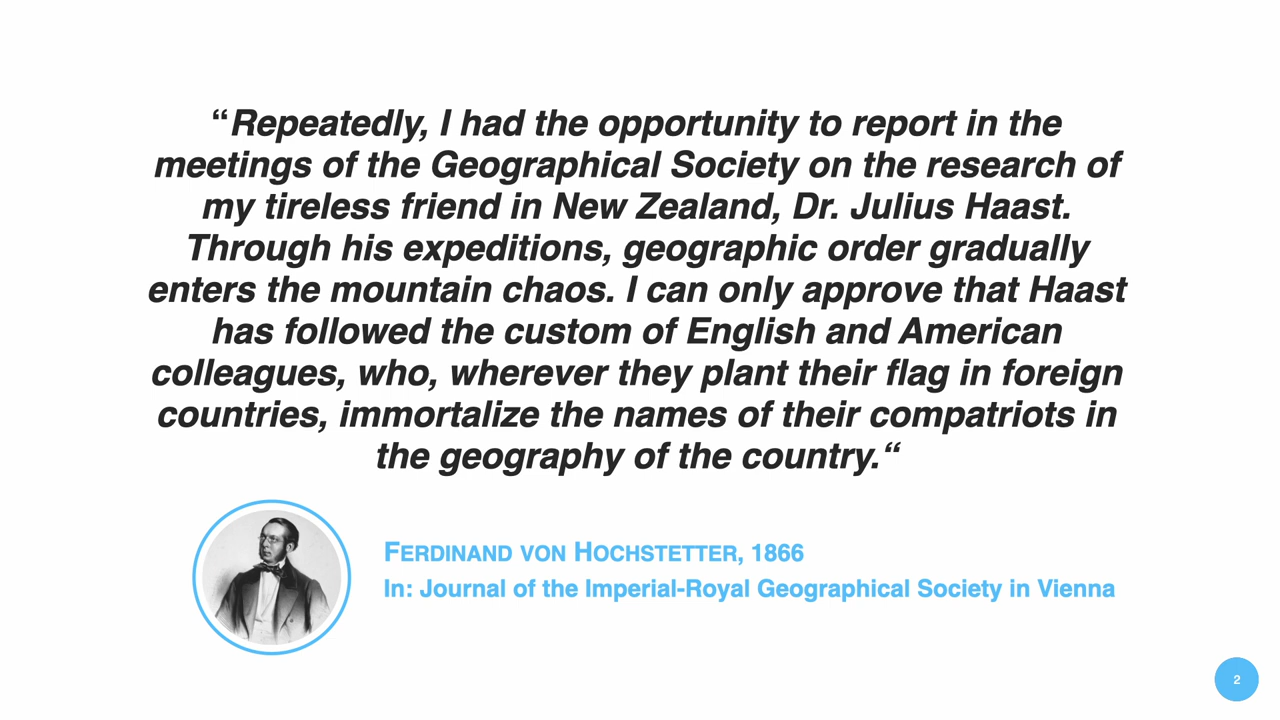 “Repeatedly, I had the opportunity to report in the
meetings of the Geographical Society on the research of
my tireless friend in New Zealand, Dr. Julius Haast.
Through his expeditions, geographic order gradually
enters the mountain chaos. I can only approve that Haast
has followed the custom of English and American
colleagues, who, wherever they plant their flag in foreign
countries, immortalize the names of their compatriots in
the geography of the country.“
FERDINAND VON HOCHSTETTER, 1866
In: Journal of the Imperial-Royal Geographical Society in Vienna
2